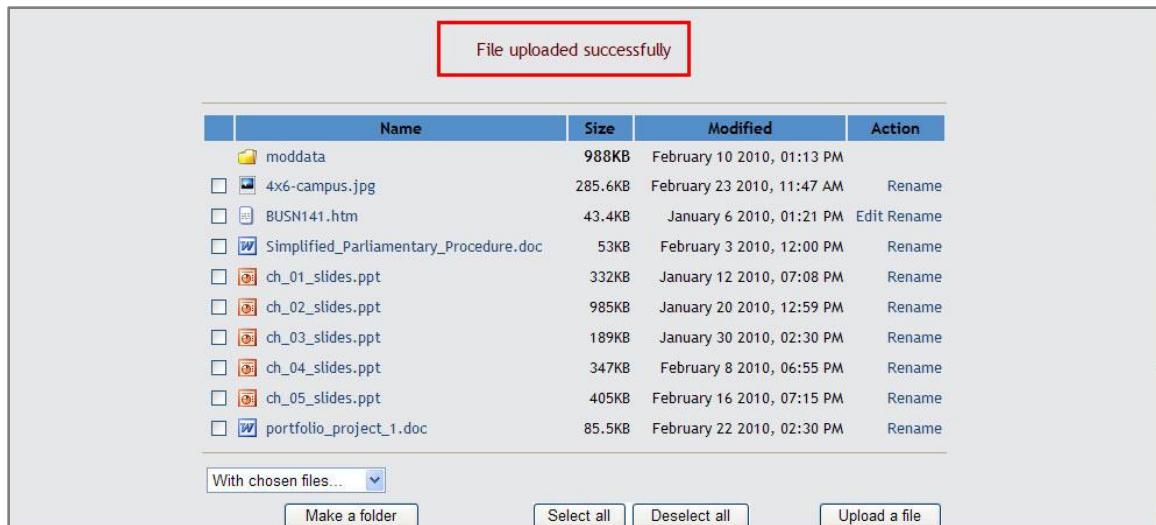 File uploaded successfully
Name Size Modified Action
moddata 988KB February 10 2010, 01:13 PM
4x6-campus.jpg 285.6KB February 23 2010, 11:47 AM Rename
BUSN141.htm 43.4KB January 6 2010, 01:21 PM Edit Rename
Simplified_Parliamentary_Procedure.doc 53KB February 3 2010, 12:00 PM Rename
ch_01_slides.ppt 332KB January 12 2010, 07:08 PM Rename
ch_02_slides.ppt 985KB January 20 2010, 12:59 PM Rename
ch_03_slides.ppt 189KB January 30 2010, 02:30 PM Rename
ch_04_slides.ppt 347KB February 8 2010, 06:55 PM Rename
ch_05_slides.ppt 405KB February 16 2010, 07:15 PM Rename
portfolio_project_1.doc 85.5KB February 22 2010, 02:30 PM Rename
With chosen files...
Make a folder Select all Deselect all Upload a file